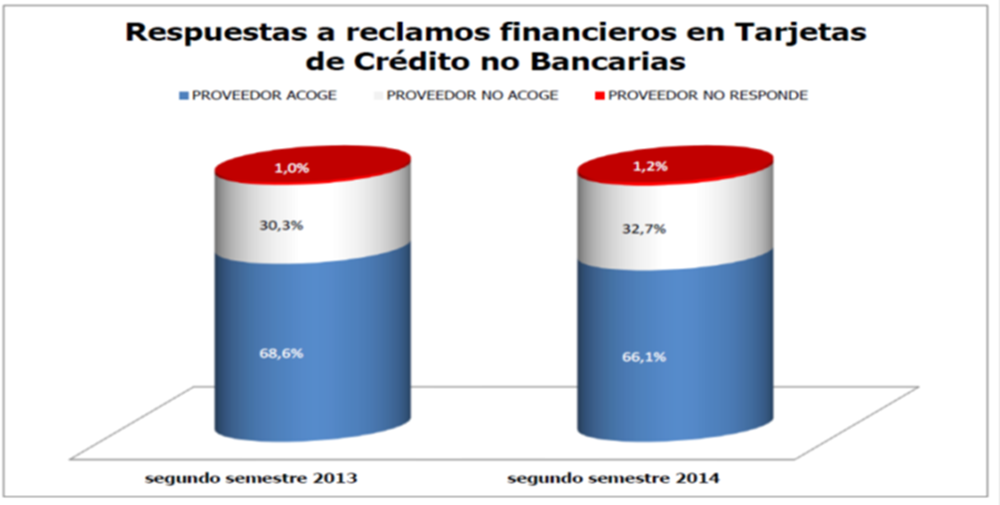 Respuestas a reclamos financieros en Tarjetas
de Crédito no Bancarias
PROVEEDOR ACOGE PROVEEDOR NO ACOGE PROVEEDOR NO RESPONDE
1,0% 1,2%
30,3% 32,7%
68,6% 66,1%
segundo semestre 2013 segundo semestre 2014